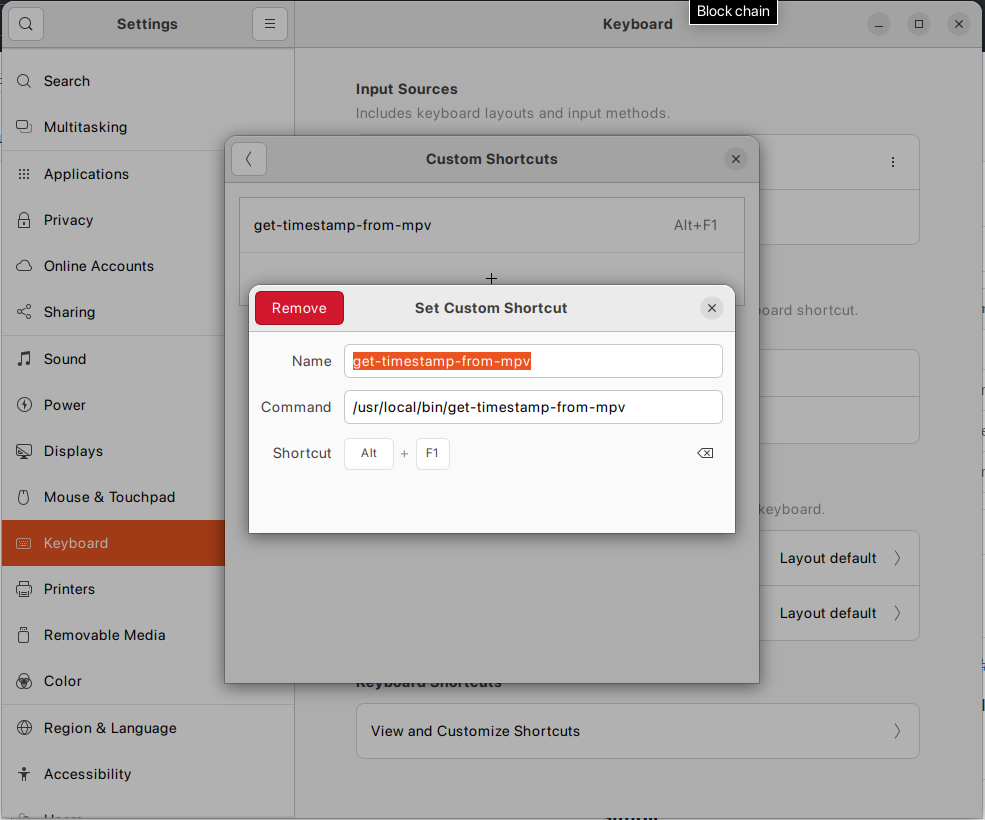 Block chain
Settings
Keyboard
Search
Multitasking
Applications
Privacy
Online Accounts
Sharing
Sound
Power
Displays
Mouse & Touchpad
Keyboard
Printers
Removable Media
Color
Region & Language
Accessibility
Input Sources
Includes keyboard layouts and input methods.
board shortcut.
keyboard.
Layout default
Layout default
Keyboard Shortcuts
View and Customize Shortcuts
Custom Shortcuts
get-timestamp-from-mpv Alt+F1
+
Remove Set Custom Shortcut
Name get-timestamp-from-mpv
Command /usr/local/bin/get-timestamp-from-mpv
Shortcut Alt + F1